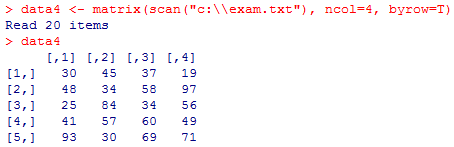 > data4 <- matrix(scan("c:\\exam.txt"), ncol=4, byrow=T)
Read 20 items
> data4
     [,1] [,2] [,3] [,4]
[1,]   30   45   37   19
[2,]   48   34   58   97
[3,]   25   84   34   56
[4,]   41   57   60   49
[5,]   93   30   69   71